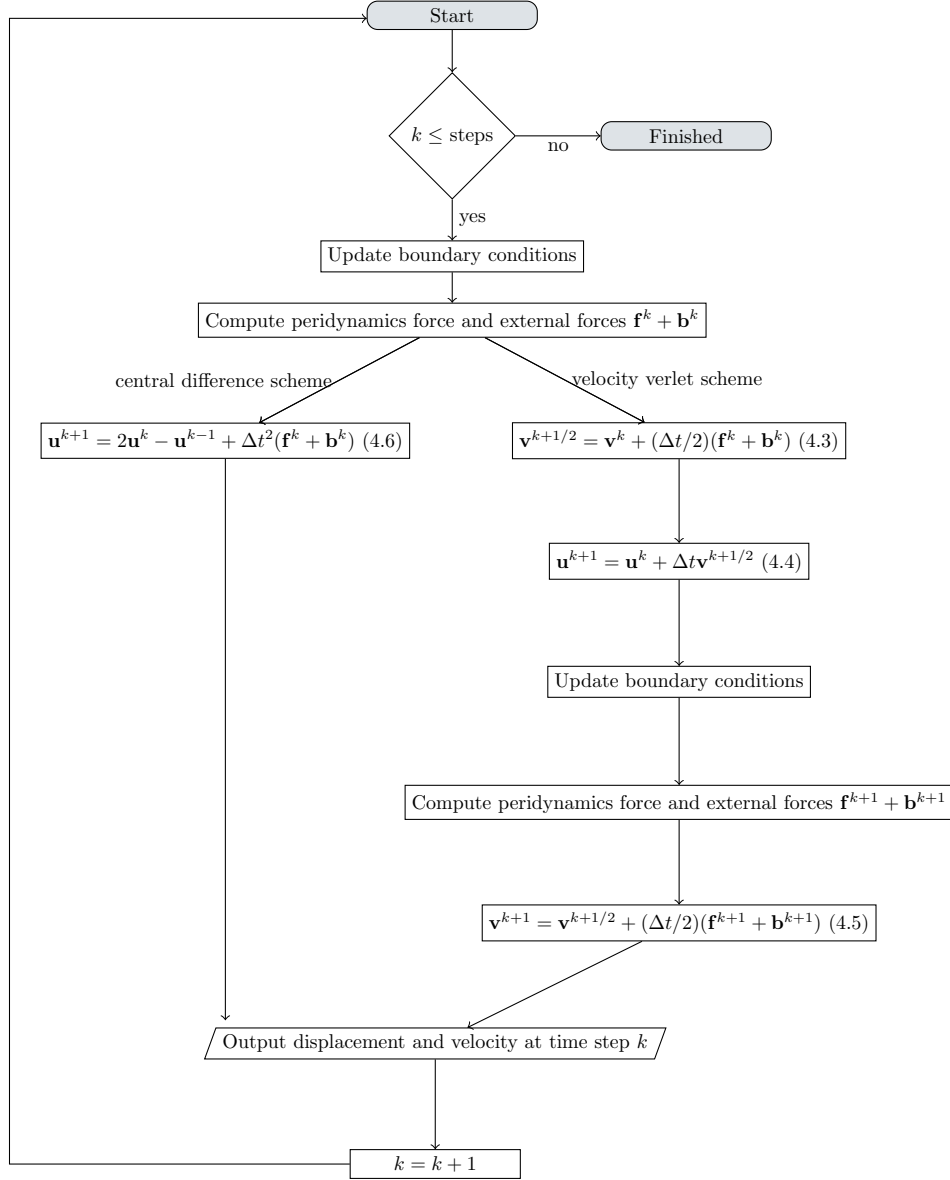 Start
k ≤ steps
no
Finished
yes
Update boundary conditions
Compute peridynamics force and external forces f^k + b^k
central difference scheme
velocity verlet scheme
u^{k+1} = 2u^k − u^{k−1} + Δt^2(f^k + b^k) (4.6)
v^{k+1/2} = v^k + (Δt/2)(f^k + b^k) (4.3)
u^{k+1} = u^k + Δtv^{k+1/2} (4.4)
Update boundary conditions
Compute peridynamics force and external forces f^{k+1} + b^{k+1}
v^{k+1} = v^{k+1/2} + (Δt/2)(f^{k+1} + b^{k+1}) (4.5)
Output displacement and velocity at time step k
k = k + 1